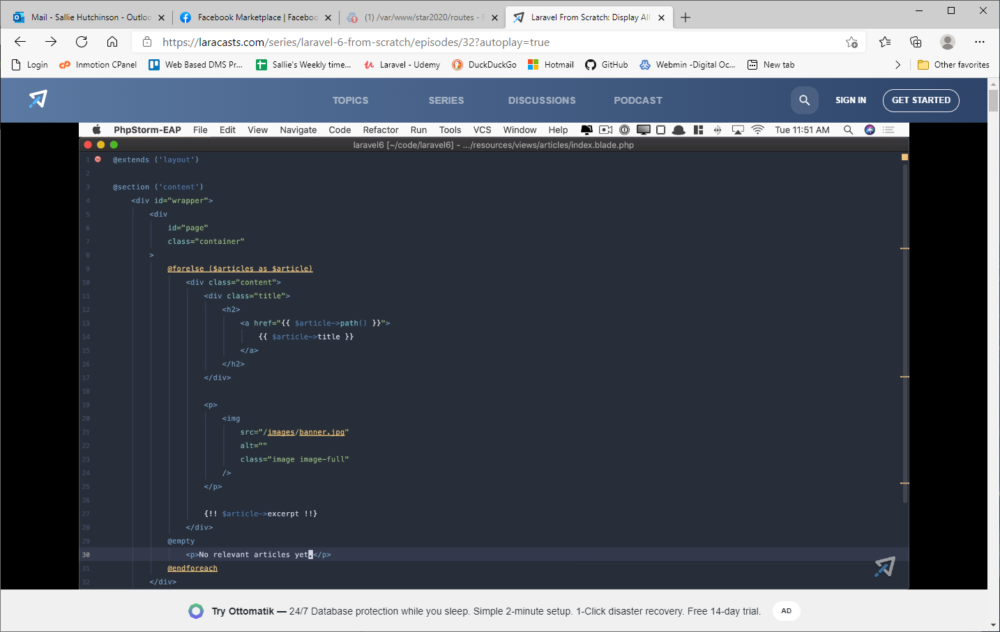 Mail - Sallie Hutchinson - Outloo
Facebook Marketplace | Faceboo
(1) /var/www/star2020/routes - F
Laravel From Scratch: Display All
https://laracasts.com/series/laravel-6-from-scratch/episodes/32?autoplay=true
Login
cP Inmotion CPanel
Web Based DMS Pr...
Sallie's Weekly time...
Laravel - Udemy
DuckDuckGo
Hotmail
GitHub
Webmin -Digital Oc...
New tab
Other favorites
TOPICS
SERIES
DISCUSSIONS
PODCAST
SIGN IN
GET STARTED
PhpStorm-EAP File Edit View Navigate Code Refactor Run Tools VCS Window Help Tue 11:51 AM
laravel6 [~/code/laravel6] - .../resources/views/articles/index.blade.php
1 @extends ('layout')
2
3 @section ('content')
4 <div id="wrapper">
5 <div
6 id="page"
7 class="container"
8 >
9 @forelse ($articles as $article)
10 <div class="content">
11 <div class="title">
12 <h2>
13 <a href="{{ $article->path() }}">
14 {{ $article->title }}
15 </a>
16 </h2>
17 </div>
18
19 <p>
20 <img
21 src="/images/banner.jpg"
22 alt=""
23 class="image image-full"
24 />
25 </p>
26
27 {!! $article->excerpt !!}
28 </div>
29 @empty
30 <p>No relevant articles yet.</p>
31 @endforeach
32 </div>
Try Ottomatik — 24/7 Database protection while you sleep. Simple 2-minute setup. 1-Click disaster recovery. Free 14-day trial.
AD